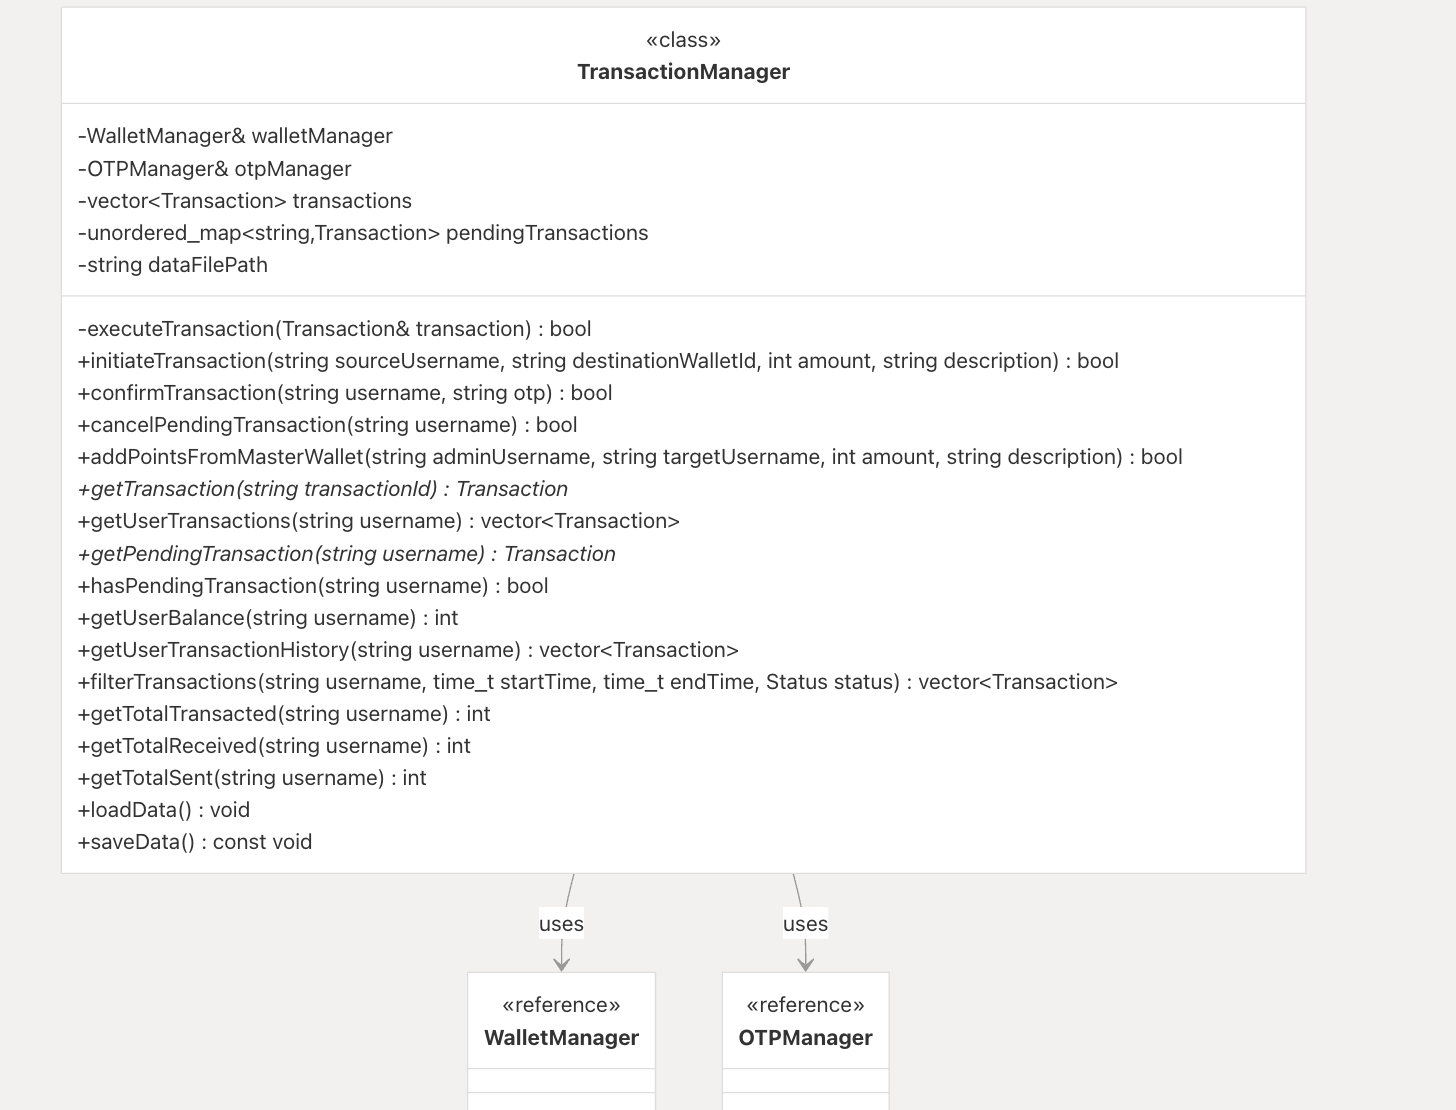 «class»
TransactionManager
-WalletManager& walletManager
-OTPManager& otpManager
-vector<Transaction> transactions
-unordered_map<string,Transaction> pendingTransactions
-string dataFilePath
-executeTransaction(Transaction& transaction) : bool
+initiateTransaction(string sourceUsername, string destinationWalletId, int amount, string description) : bool
+confirmTransaction(string username, string otp) : bool
+cancelPendingTransaction(string username) : bool
+addPointsFromMasterWallet(string adminUsername, string targetUsername, int amount, string description) : bool
+getTransaction(string transactionId) : Transaction
+getUserTransactions(string username) : vector<Transaction>
+getPendingTransaction(string username) : Transaction
+hasPendingTransaction(string username) : bool
+getUserBalance(string username) : int
+getUserTransactionHistory(string username) : vector<Transaction>
+filterTransactions(string username, time_t startTime, time_t endTime, Status status) : vector<Transaction>
+getTotalTransacted(string username) : int
+getTotalReceived(string username) : int
+getTotalSent(string username) : int
+loadData() : void
+saveData() : const void
uses
uses
«reference»
WalletManager
«reference»
OTPManager